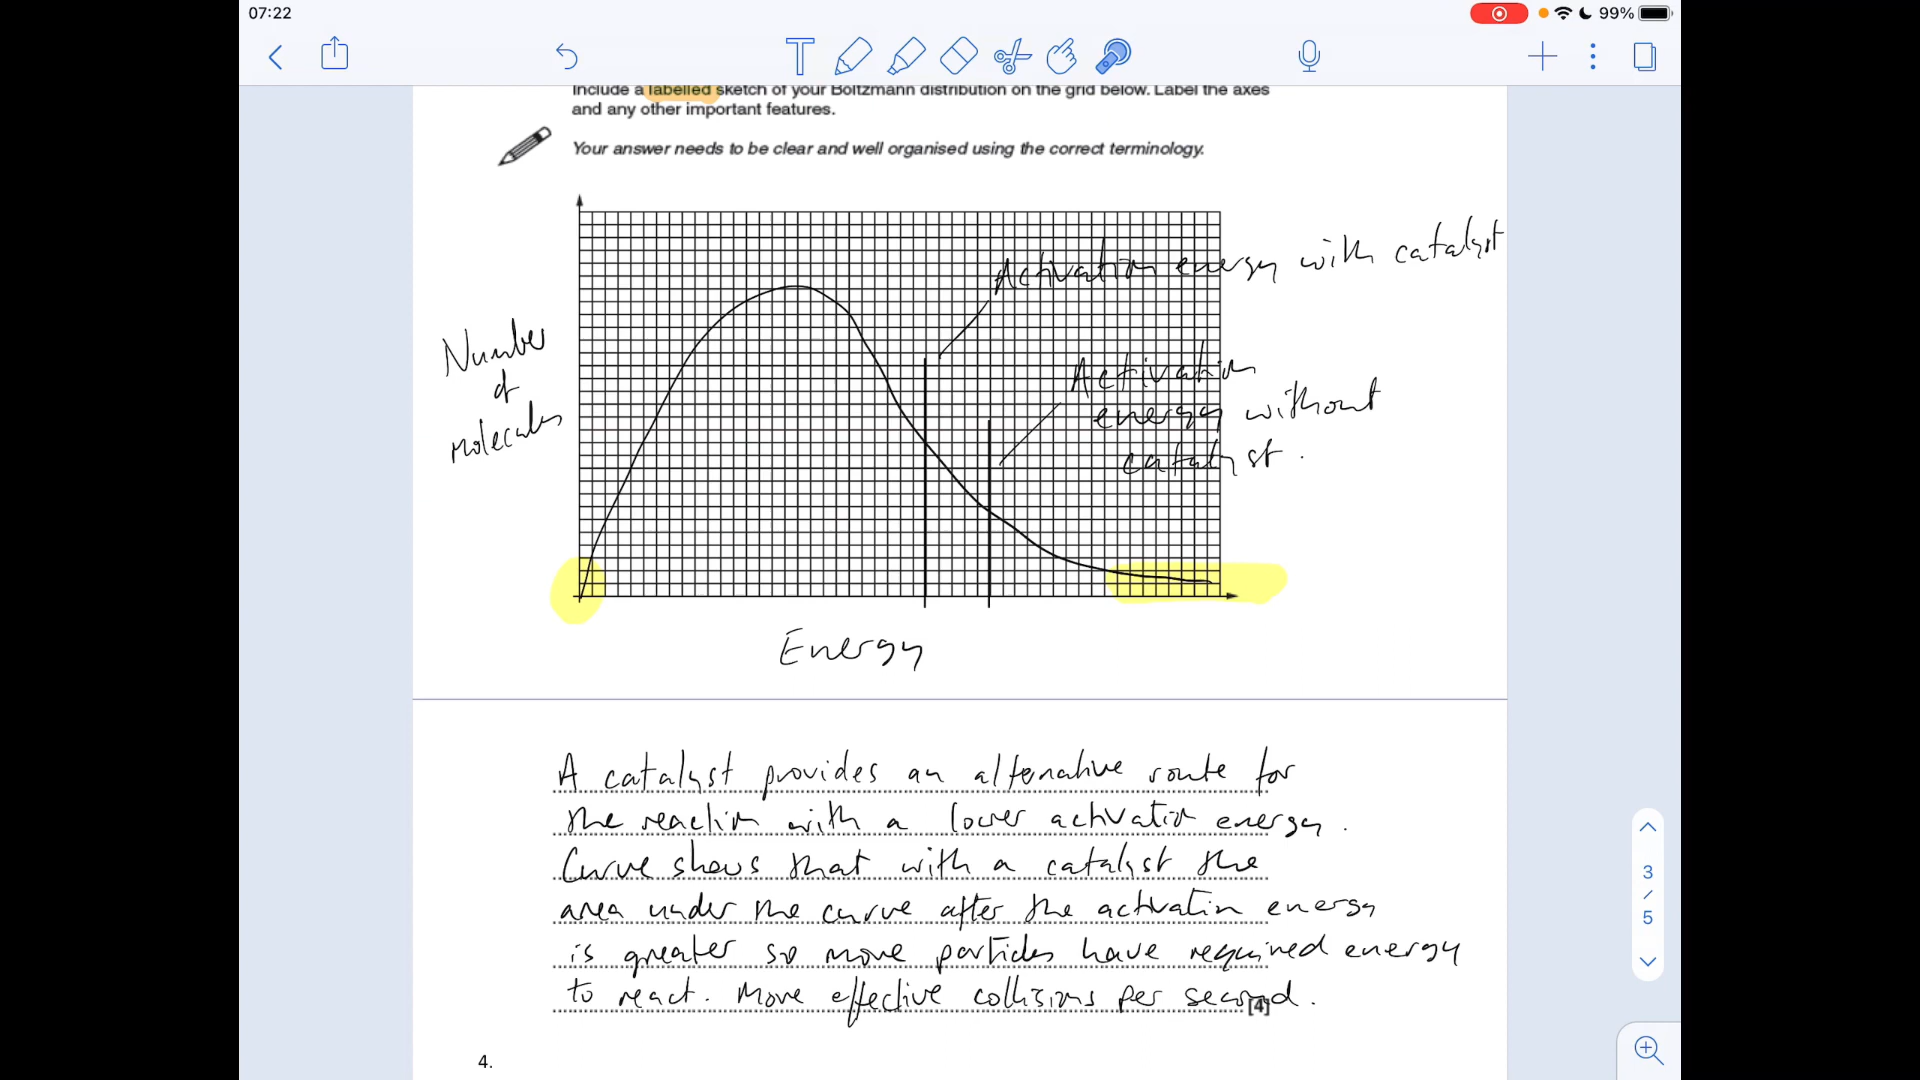 07:22
99%
Include a labelled sketch of your Boltzmann distribution on the grid below. Label the axes
and any other important features.
Your answer needs to be clear and well organised using the correct terminology.
Activation energy with catalyst
Number
of
molecules
Activation
energy without
catalyst.
Energy
A catalyst provides an alternative route for
the reaction with a lower activation energy.
Curve shows that with a catalyst the
area under the curve after the activation energy
is greater so more particles have required energy
to react. More effective collisions per second.
[4]
4.
3
/
5